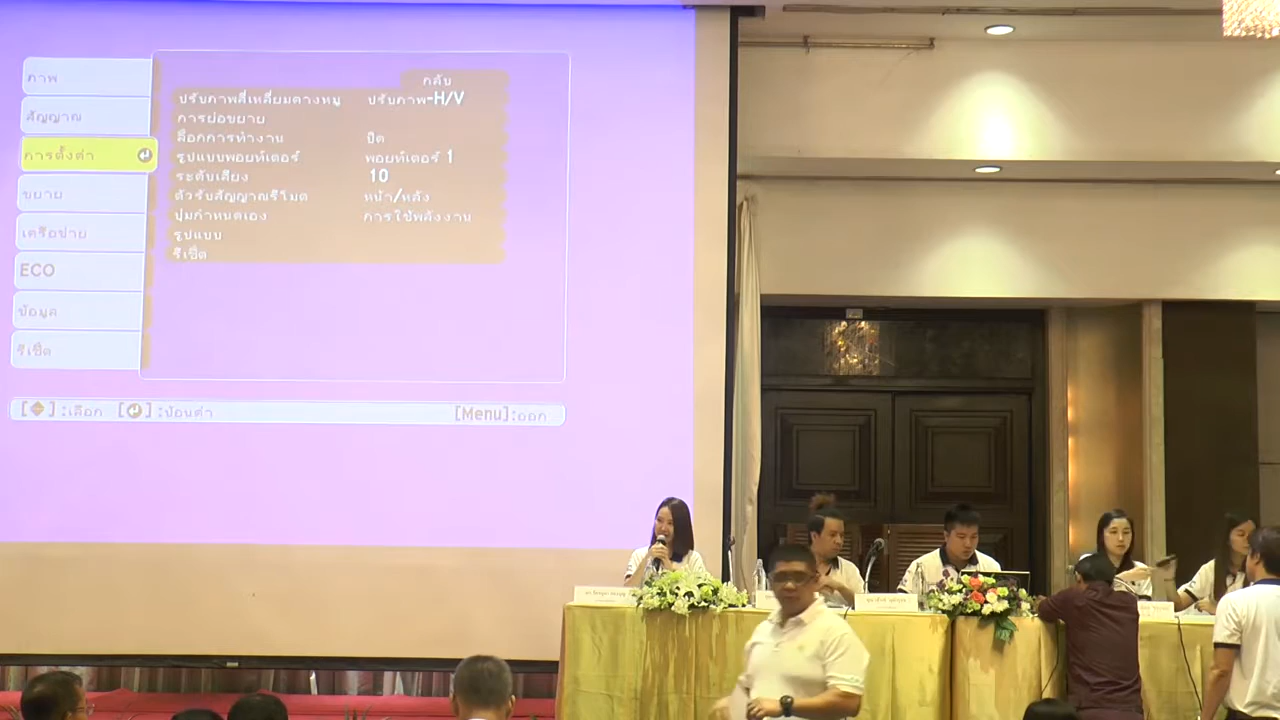 ภาพ
สัญญาณ
การตั้งค่า
ขยาย
เครือข่าย
ECO
ข้อมูล
รีเซ็ต
กลับ
ปรับภาพสี่เหลี่ยมคางหมู ปรับภาพ-H/V
การย่อขยาย
ล็อกการทำงาน ปิด
รูปแบบพอยท์เตอร์ พอยท์เตอร์ 1
ระดับเสียง 10
ตัวรับสัญญาณรีโมต หน้า/หลัง
ปุ่มกำหนดเอง การใช้พลังงาน
รูปแบบ
รีเซ็ต
[ ] :เลือก [ ] :ป้อนค่า [Menu]:ออก